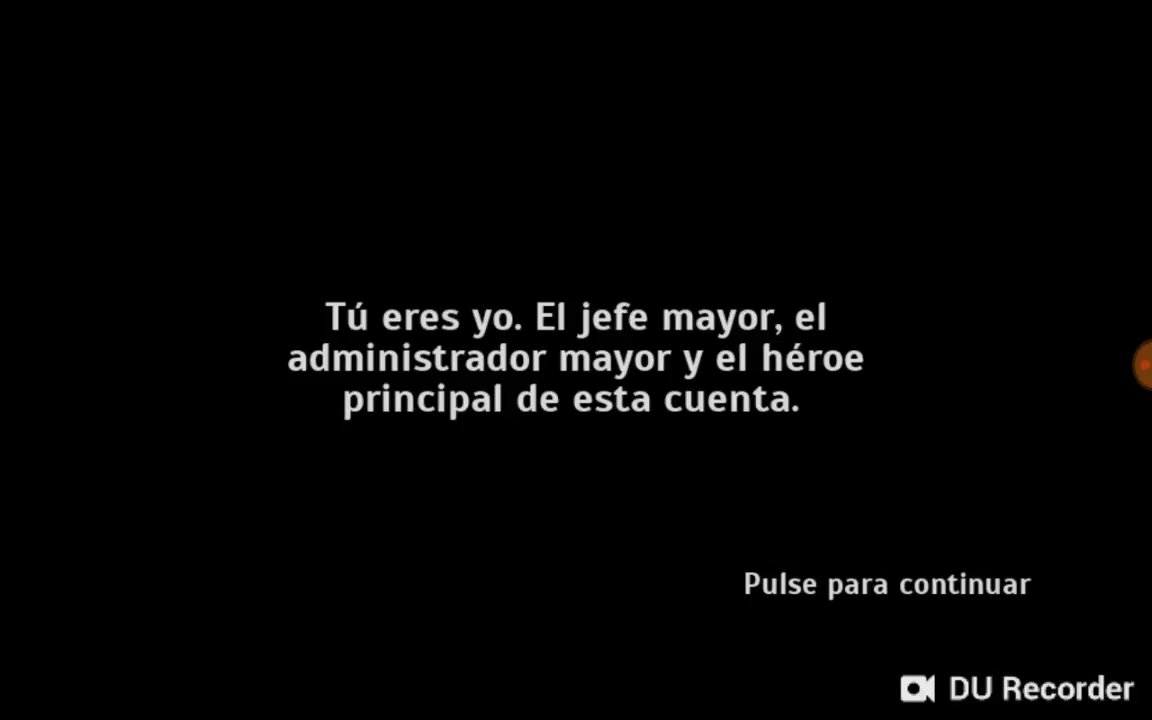 Tú eres yo. El jefe mayor, el
administrador mayor y el héroe
principal de esta cuenta.
Pulse para continuar
DU Recorder